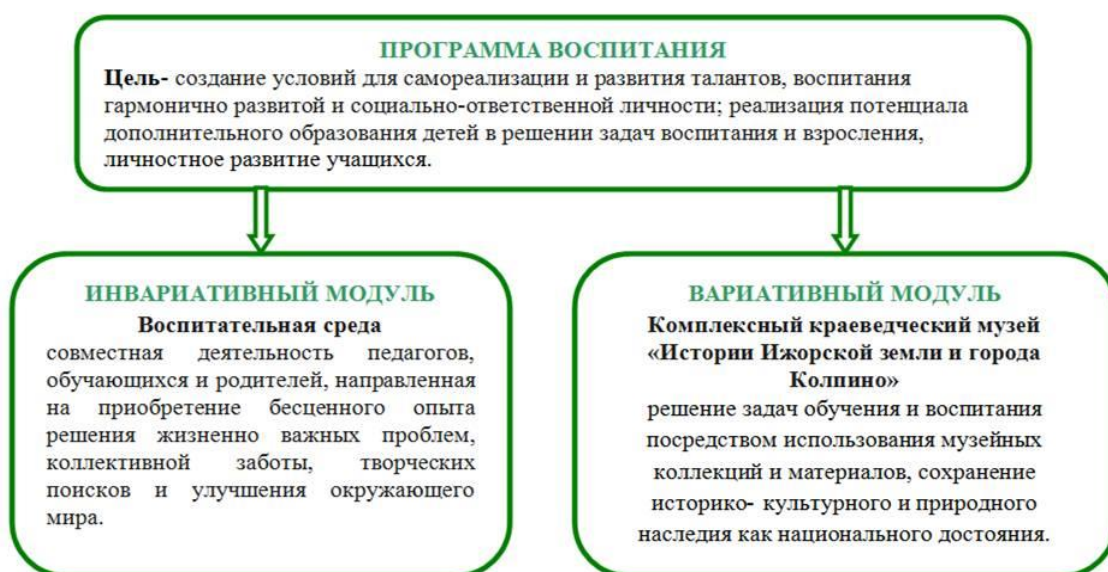 ПРОГРАММА ВОСПИТАНИЯ
Цель- создание условий для самореализации и развития талантов, воспитания
гармонично развитой и социально-ответственной личности; реализация потенциала
дополнительного образования детей в решении задач воспитания и взросления,
личностное развитие учащихся.
ИНВАРИАТИВНЫЙ МОДУЛЬ
Воспитательная среда
совместная деятельность педагогов,
обучающихся и родителей, направленная
на приобретение бесценного опыта
решения жизненно важных проблем,
коллективной заботы, творческих
поисков и улучшения окружающего
мира.
ВАРИАТИВНЫЙ МОДУЛЬ
Комплексный краеведческий музей
«Истории Ижорской земли и города
Колпино»
решение задач обучения и воспитания
посредством использования музейных
коллекций и материалов, сохранение
историко- культурного и природного
наследия как национального достояния.